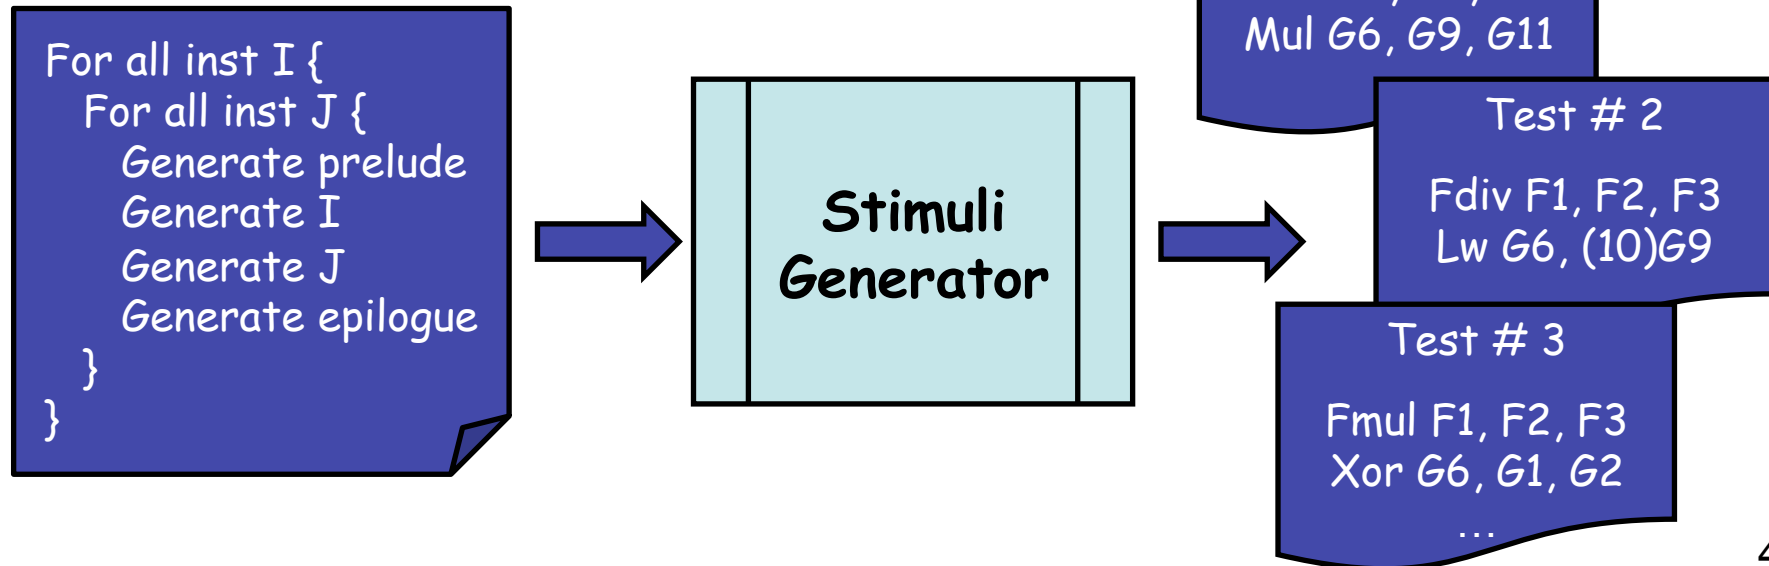 For all inst I {
For all inst J {
Generate prelude
Generate I
Generate J
Generate epilogue
}
}
Stimuli
Generator
Mul G6, G9, G11
Test # 2
Fdiv F1, F2, F3
Lw G6, (10)G9
Test # 3
Fmul F1, F2, F3
Xor G6, G1, G2
...